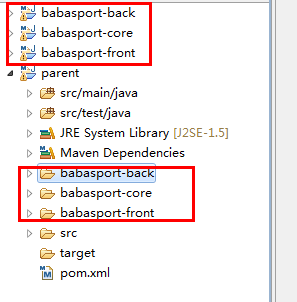 babasport-back
babasport-core
babasport-front
parent
src/main/java
src/test/java
JRE System Library [J2SE-1.5]
Maven Dependencies
babasport-back
babasport-core
babasport-front
src
target
pom.xml